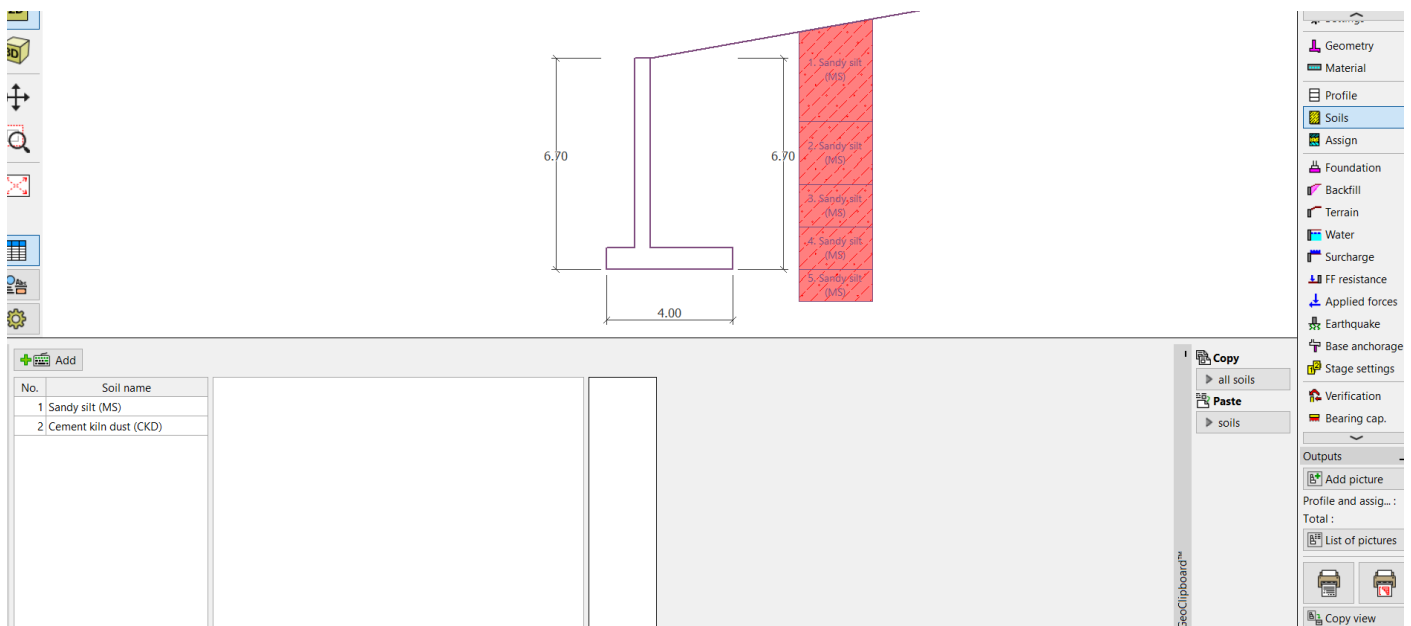 3D
6.70
6.70
4.00
1. Sandy silt
(MS)
2. Sandy silt
(MS)
3. Sandy silt
(MS)
4. Sandy silt
(MS)
5. Sandy silt
(MS)
Add
No. Soil name
1 Sandy silt (MS)
2 Cement kiln dust (CKD)
GeoClipboard™
Copy
all soils
Paste
soils
Geometry
Material
Profile
Soils
Assign
Foundation
Backfill
Terrain
Water
Surcharge
FF resistance
Applied forces
Earthquake
Base anchorage
Stage settings
Verification
Bearing cap.
Outputs
Add picture
Profile and assig... :
Total :
List of pictures
Copy view